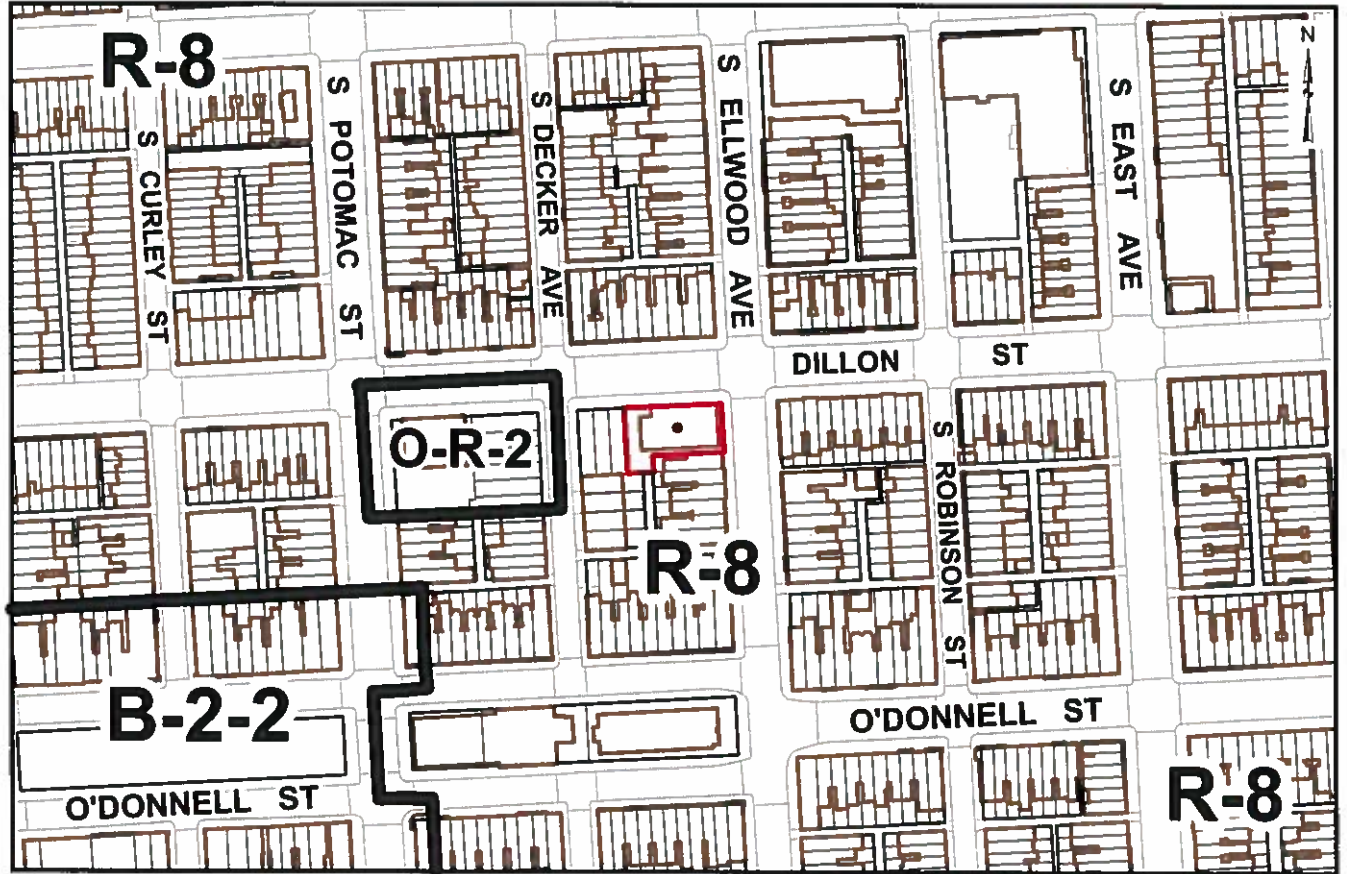 R-8
S POTOMAC ST
S DECKER AVE
S ELLWOOD AVE
S EAST AVE
N
S CURLEY ST
DILLON ST
O-R-2
S ROBINSON ST
R-8
B-2-2
O'DONNELL ST
O'DONNELL ST
R-8